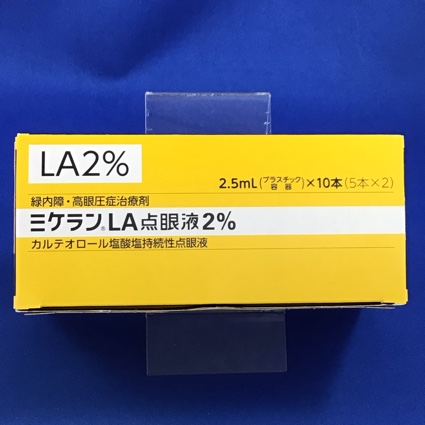 LA2%
2.5mL(プラスチック容器)×10本(5本×2)
緑内障・高眼圧症治療剤
ミケラン®LA点眼液2%
カルテオロール塩酸塩持続性点眼液